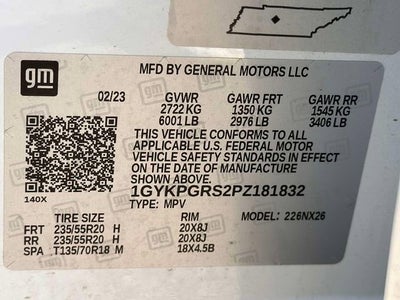 gm
MFD BY GENERAL MOTORS LLC
02/23 GVWR GAWR FRT GAWR RR
2722 KG 1350 KG 1545 KG
6001 LB 2976 LB 3406 LB
THIS VEHICLE CONFORMS TO ALL
APPLICABLE U.S. FEDERAL MOTOR
VEHICLE SAFETY STANDARDS IN EFFECT
ON THE DATE OF MANUFACTURE
SHOWN ABOVE.
140X 1GYKPGRS2PZ181832
TYPE: MPV MODEL: 226NX26
TIRE SIZE RIM
FRT 235/55R20 H 20X8J
RR 235/55R20 H 20X8J
SPA T135/70R18 M 18X4.5B